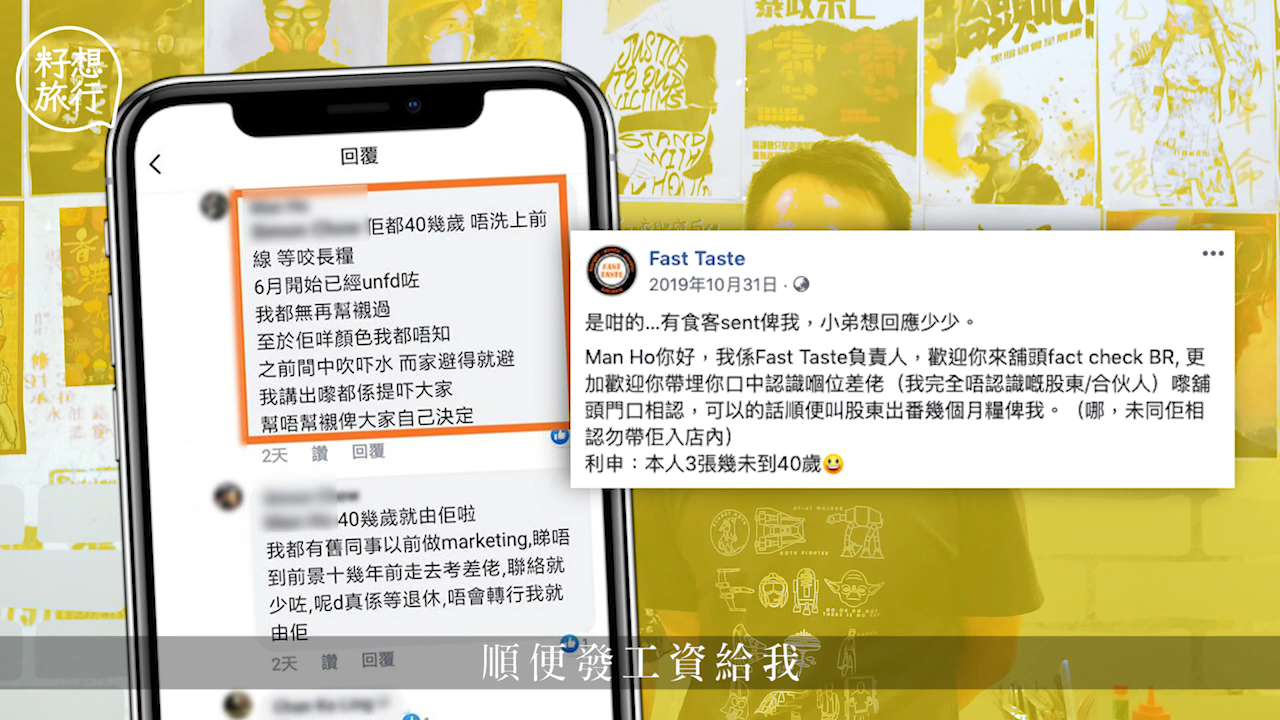 籽想
旅行
JUSTICE
TO OUR
VICTIMS
STAND
WITH
回覆
佢都40幾歲 唔洗上前
線 等咬長糧
6月開始已經unfd咗
我都無再幫襯過
至於佢咩顏色我都唔知
之前間中吹吓水 而家避得就避
我講出嚟都係提吓大家
幫唔幫襯俾大家自己決定
2天 讚 回覆
40幾歲就由佢啦
我都有舊同事以前做marketing,睇唔
到前景十幾年前走去考差佬,聯絡就
少咗,呢d真係等退休,唔會轉行我就
由佢
2天 讚 回覆
Fast Taste
2019年10月31日
是咁的...有食客sent俾我，小弟想回應少少。
Man Ho你好，我係Fast Taste負責人，歡迎你來舖頭fact check BR, 更
加歡迎你帶埋你口中認識嗰位差佬（我完全唔認識嘅股東/合伙人）嚟舖
頭門口相認，可以的話順便叫股東出番幾個月糧俾我。（哪，未同佢相
認勿帶佢入店內）
利申：本人3張幾未到40歲😀
順便發工資給我